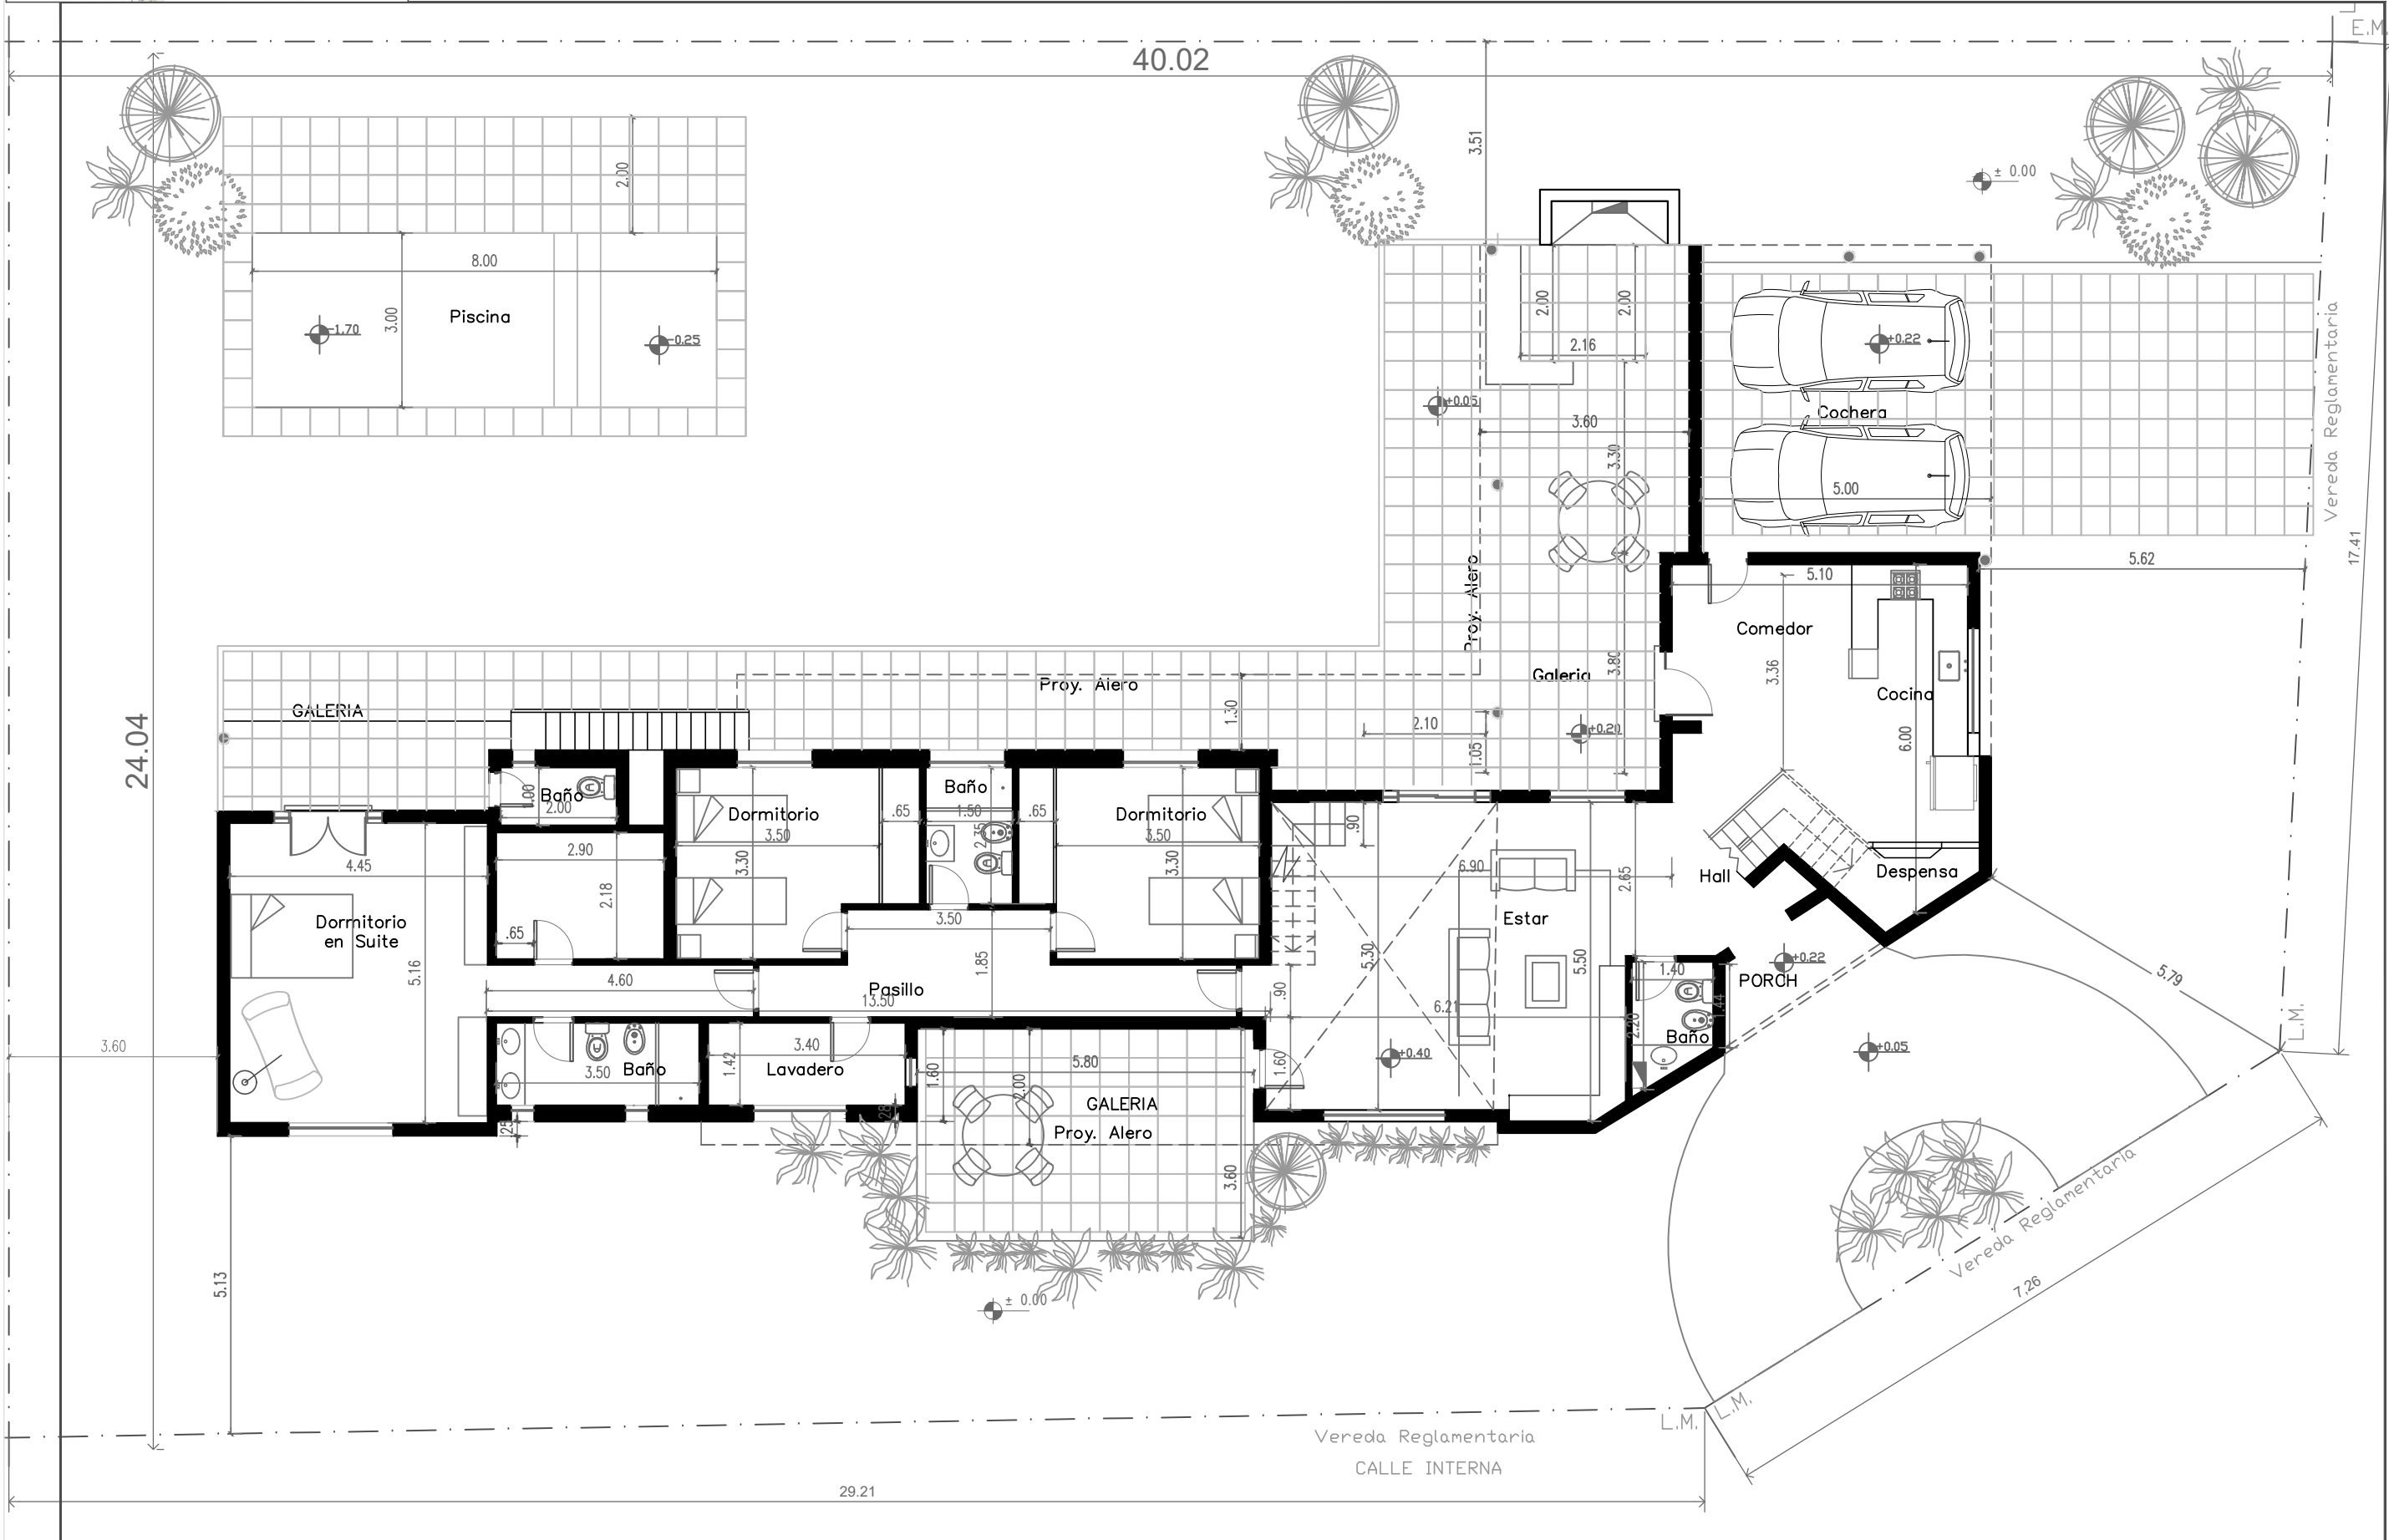 E.M.
40.02
3.51
± 0.00
2.00
8.00
Piscina
3.00
-1.70
-0.25
2.00
2.00
2.16
+0.22
Cochera
+0.05
3.60
3.30
5.00
Vereda Reglamentaria
17.41
5.62
5.10
Comedor
Proy. Alero
3.36
Galeria
3.80
Cocina
Proy. Alero
GALERIA
1.30
2.10
1.05
+0.20
6.00
24.04
Baño
2.00
Dormitorio
3.50
.65
Baño
1.50
2.35
.65
Dormitorio
3.50
.90
2.90
4.45
3.30
3.30
6.90
2.65
Hall
Despensa
2.18
Dormitorio
en Suite
.65
3.50
Estar
5.16
1.85
5.30
5.50
+0.22
1.40
PORCH
5.79
4.60
Pasillo
13.50
.90
6.21
1.44
2.20
Baño
L.M.
3.60
3.50
Baño
1.42
3.40
Lavadero
1.60
2.00
5.80
1.60
+0.40
+0.05
GALERIA
Proy. Alero
.25
.28
3.60
Vereda Reglamentaria
5.13
± 0.00
7,26
L.M.
L.M.
Vereda Reglamentaria
CALLE INTERNA
29.21